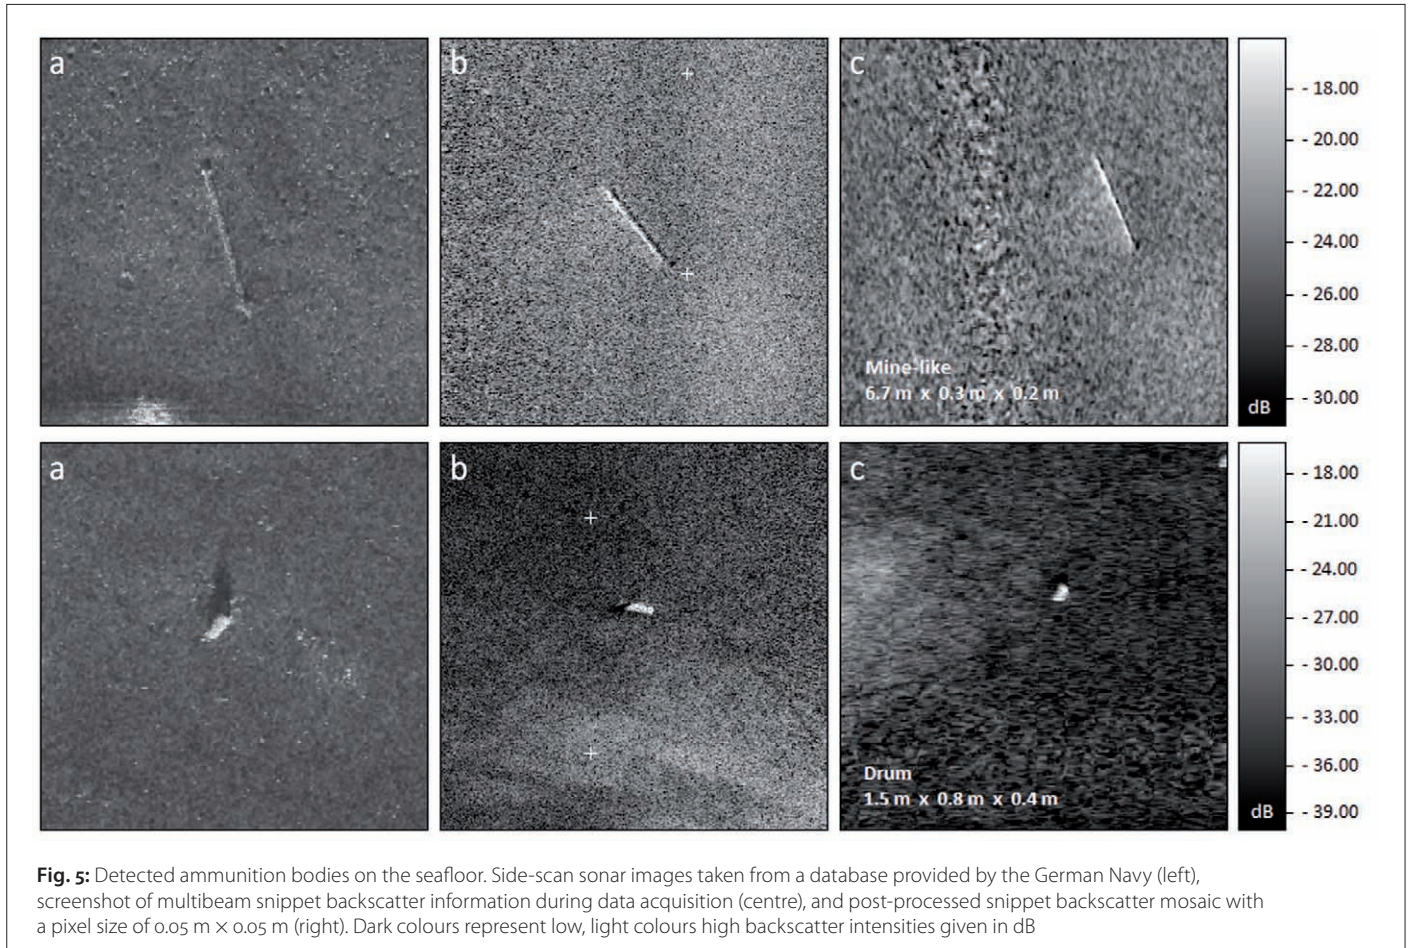 a
b
c
Mine-like
6.7 m x 0.3 m x 0.2 m
- 18.00
- 20.00
- 22.00
- 24.00
- 26.00
- 28.00
- 30.00
dB
a
b
c
Drum
1.5 m x 0.8 m x 0.4 m
- 18.00
- 21.00
- 24.00
- 27.00
- 30.00
- 33.00
- 36.00
- 39.00
dB
Fig. 5: Detected ammunition bodies on the seafloor. Side-scan sonar images taken from a database provided by the German Navy (left),
screenshot of multibeam snippet backscatter information during data acquisition (centre), and post-processed snippet backscatter mosaic with
a pixel size of 0.05 m × 0.05 m (right). Dark colours represent low, light colours high backscatter intensities given in dB